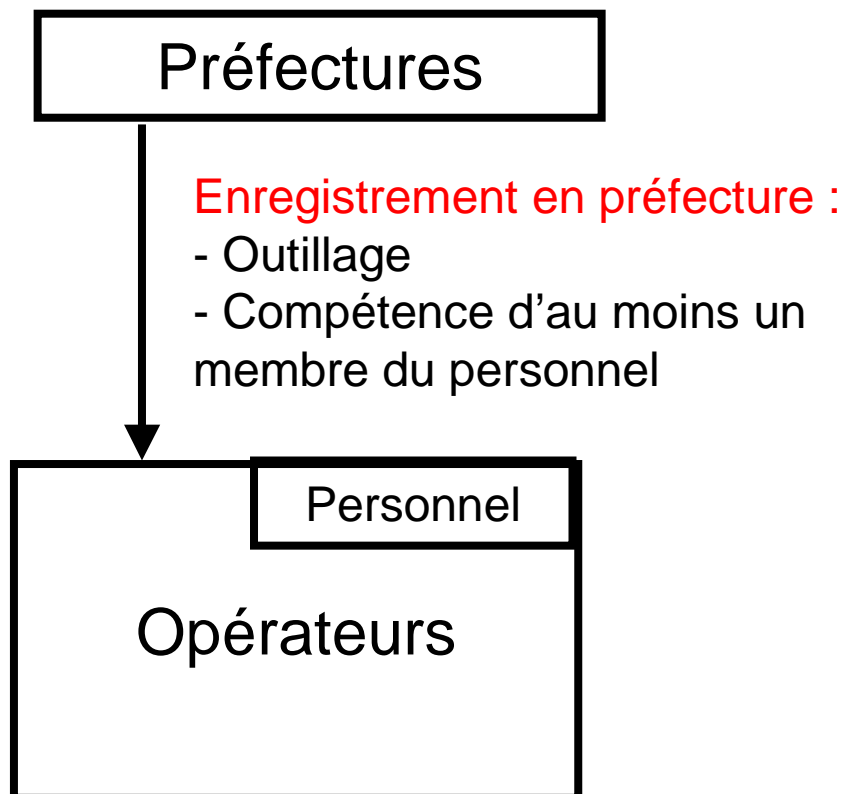 Préfectures
Enregistrement en préfecture :
- Outillage
- Compétence d’au moins un
membre du personnel
Personnel
Opérateurs